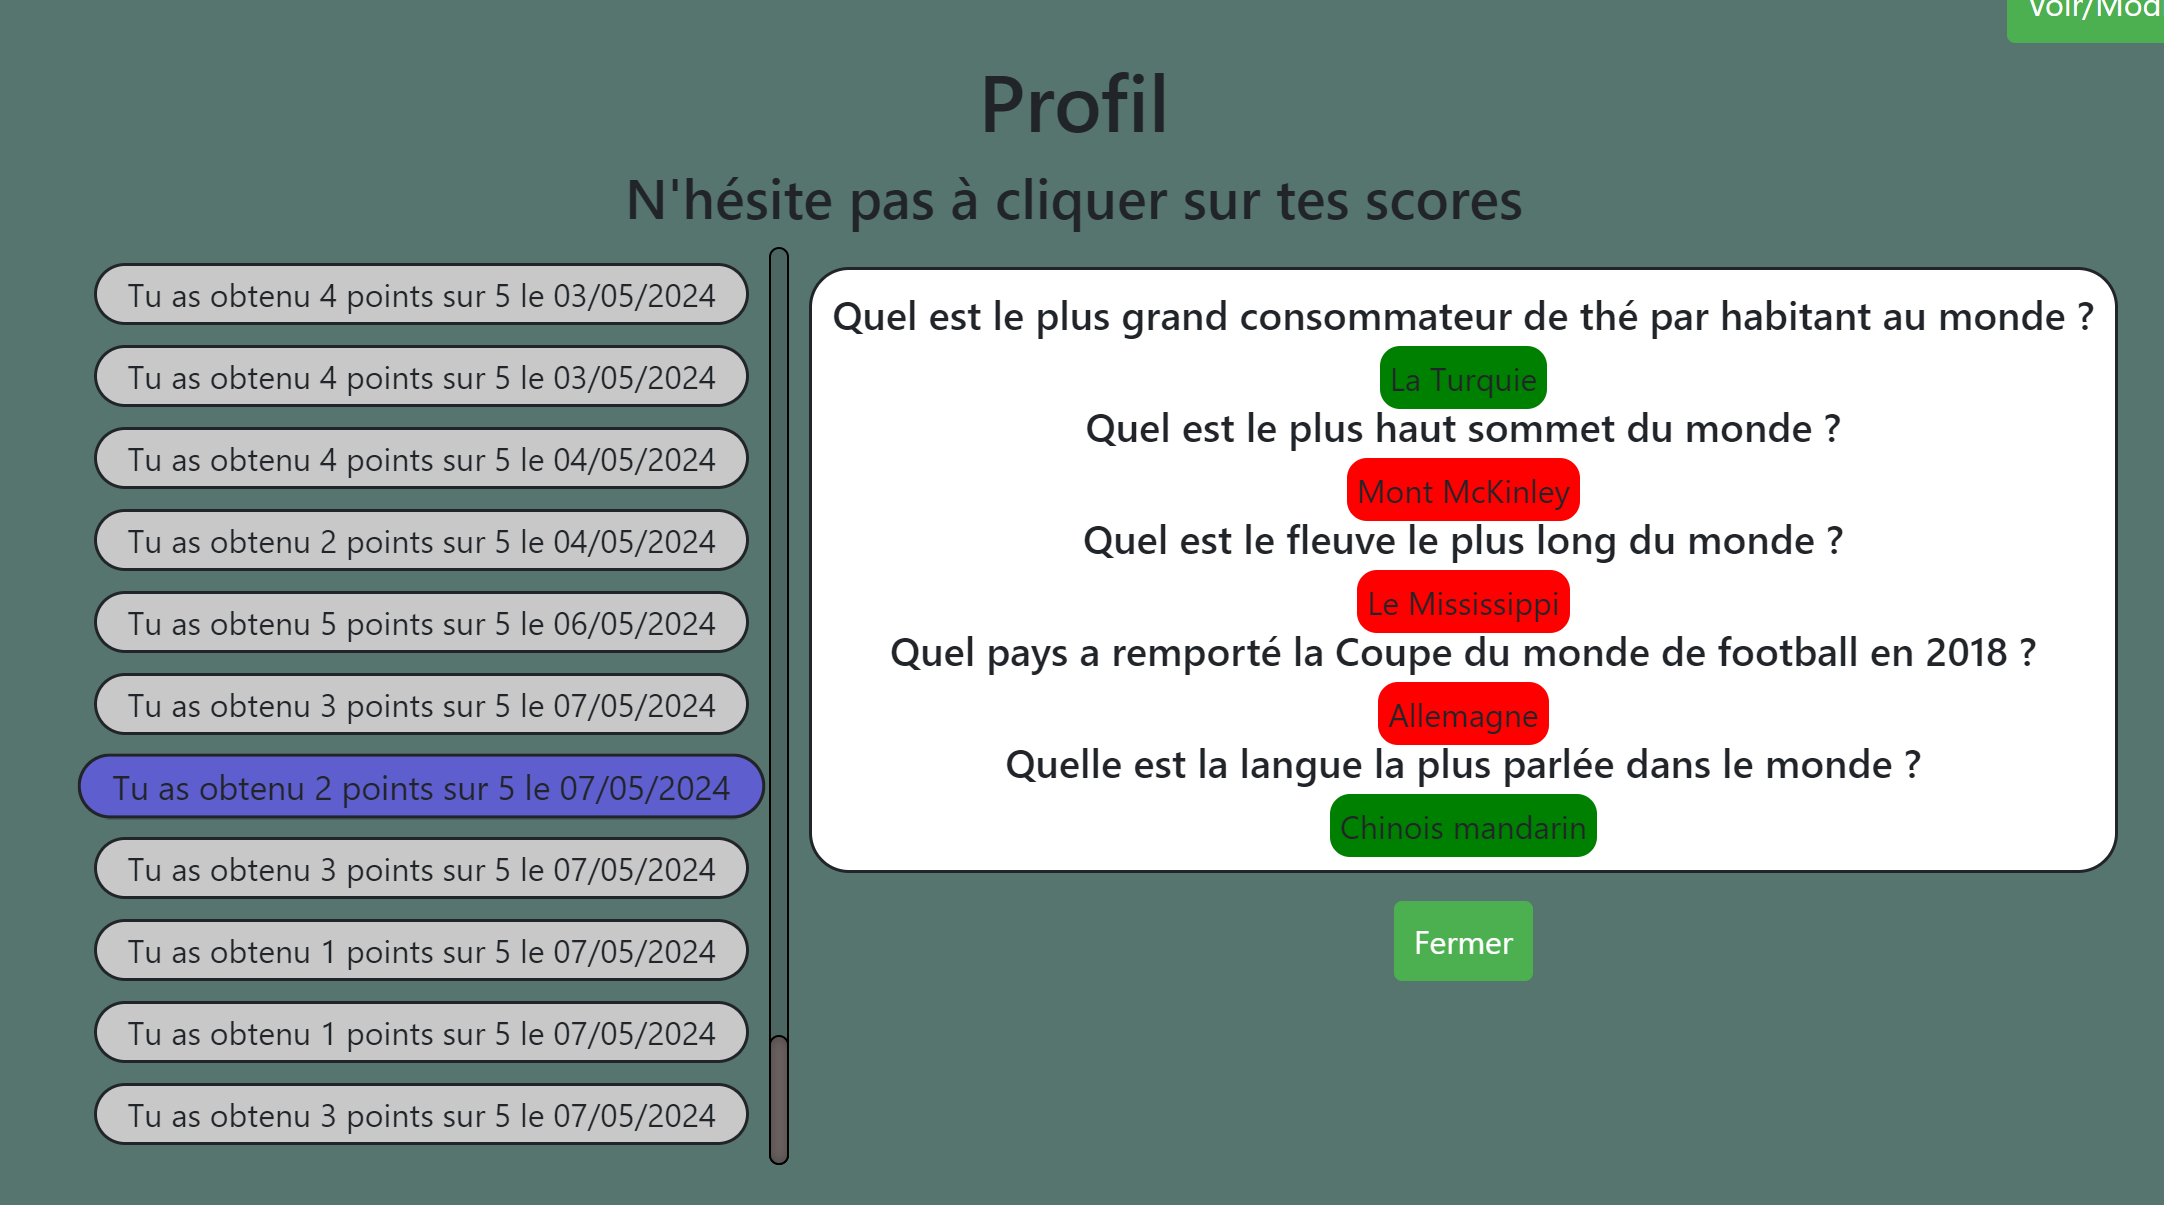 Voir/Mod
Profil
N'hésite pas à cliquer sur tes scores
Tu as obtenu 4 points sur 5 le 03/05/2024
Tu as obtenu 4 points sur 5 le 03/05/2024
Tu as obtenu 4 points sur 5 le 04/05/2024
Tu as obtenu 2 points sur 5 le 04/05/2024
Tu as obtenu 5 points sur 5 le 06/05/2024
Tu as obtenu 3 points sur 5 le 07/05/2024
Tu as obtenu 2 points sur 5 le 07/05/2024
Tu as obtenu 3 points sur 5 le 07/05/2024
Tu as obtenu 1 points sur 5 le 07/05/2024
Tu as obtenu 1 points sur 5 le 07/05/2024
Tu as obtenu 3 points sur 5 le 07/05/2024
Quel est le plus grand consommateur de thé par habitant au monde ?
La Turquie
Quel est le plus haut sommet du monde ?
Mont McKinley
Quel est le fleuve le plus long du monde ?
Le Mississippi
Quel pays a remporté la Coupe du monde de football en 2018 ?
Allemagne
Quelle est la langue la plus parlée dans le monde ?
Chinois mandarin
Fermer